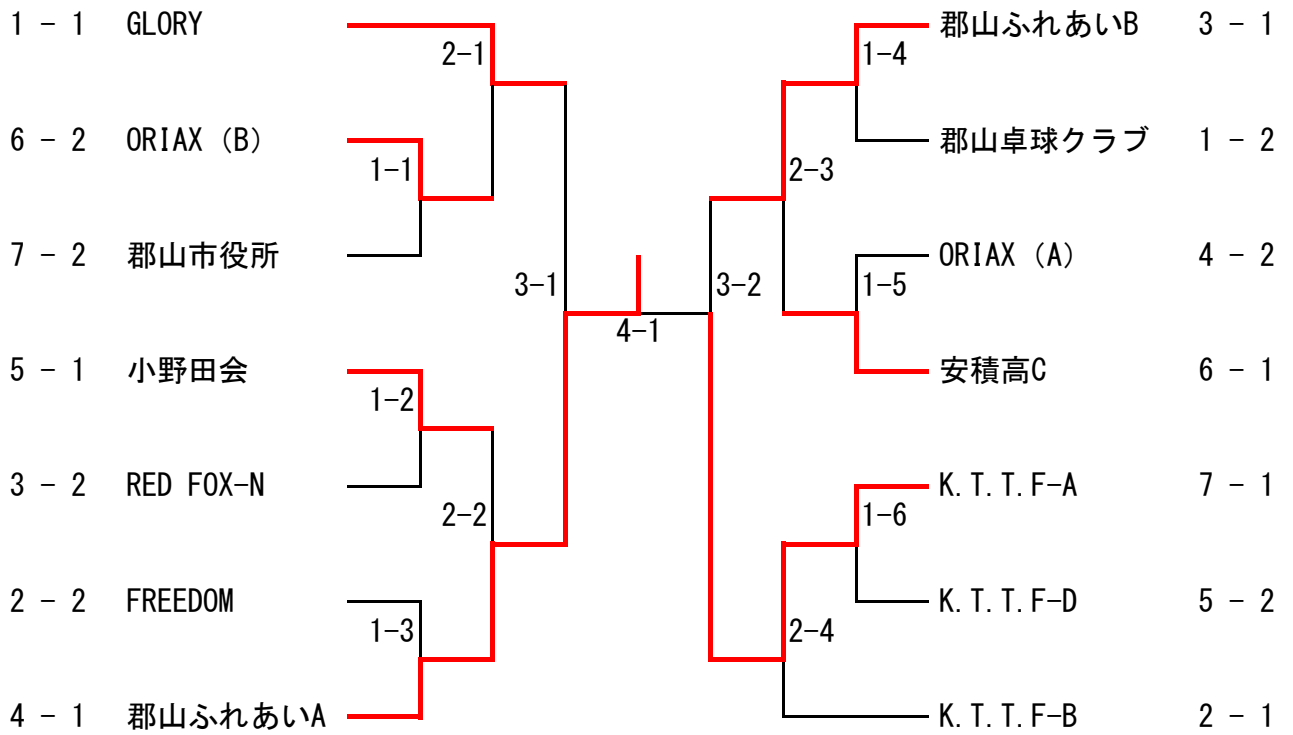 1 - 1 GLORY
2-1
6 - 2 ORIAX (B)
1-1
7 - 2 郡山市役所
3-1
5 - 1 小野田会
1-2
3 - 2 RED FOX-N
2-2
2 - 2 FREEDOM
1-3
4 - 1 郡山ふれあいA
4-1
郡山ふれあいB 3 - 1
1-4
郡山卓球クラブ 1 - 2
2-3
ORIAX (A) 4 - 2
3-2
1-5
安積高C 6 - 1
K.T.T.F-A 7 - 1
1-6
K.T.T.F-D 5 - 2
2-4
K.T.T.F-B 2 - 1